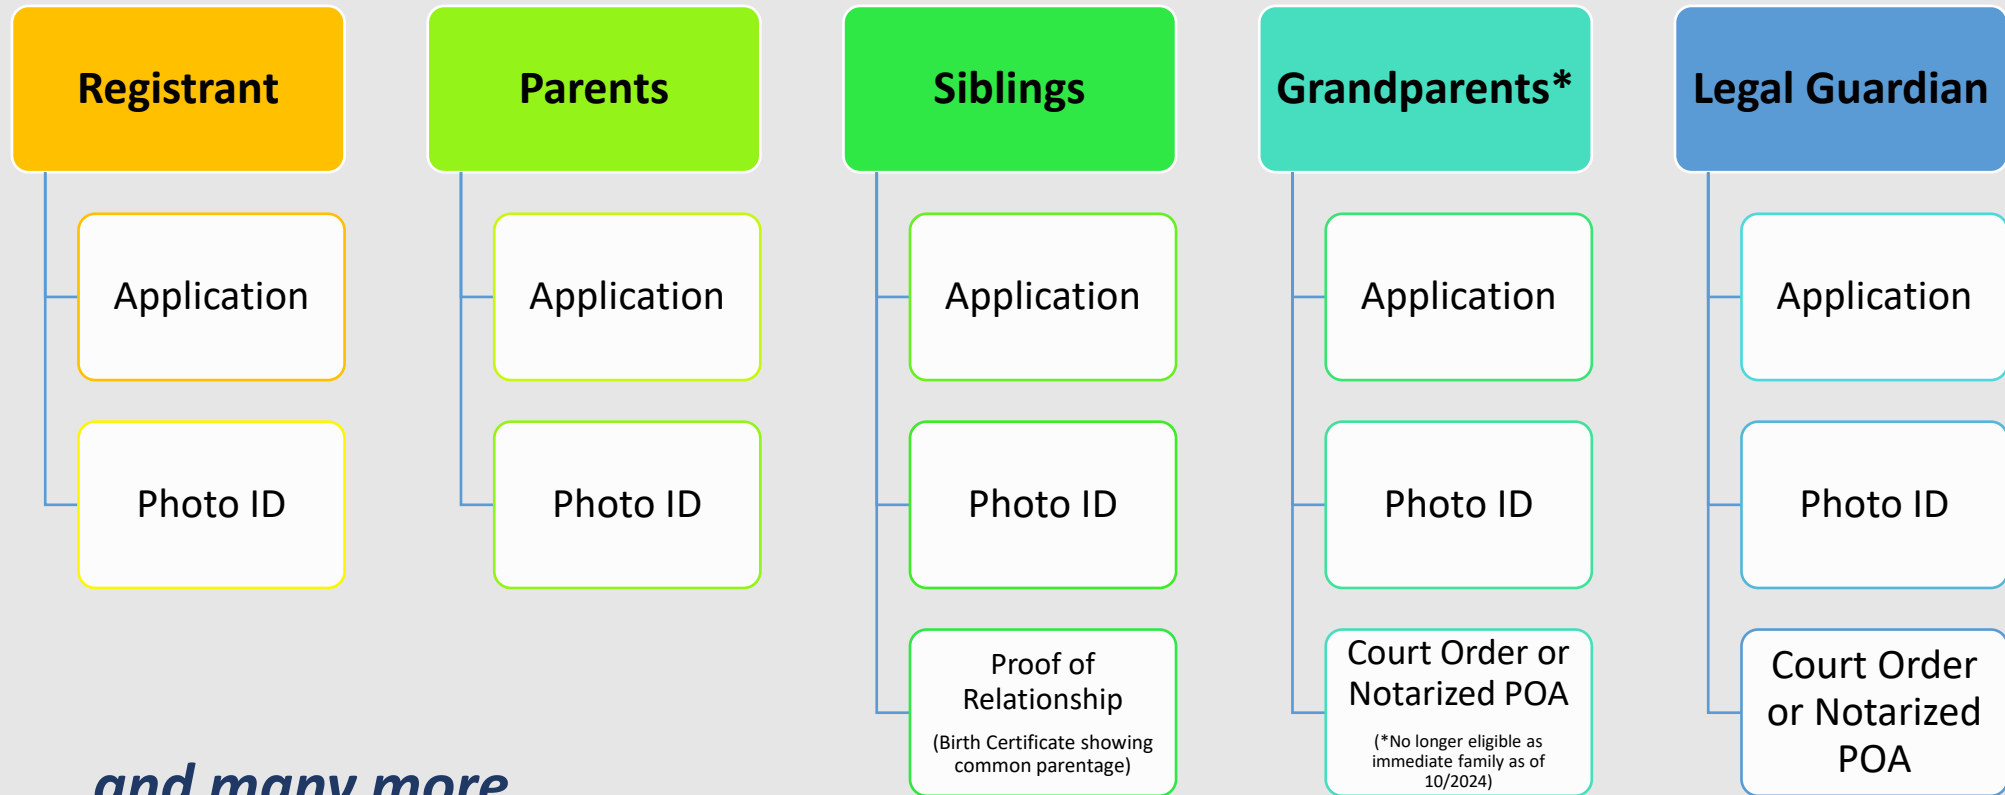 Registrant
Application
Photo ID
Parents
Application
Photo ID
Siblings
Application
Photo ID
Proof of
Relationship
(Birth Certificate showing
common parentage)
Grandparents*
Application
Photo ID
Court Order or
Notarized POA
(*No longer eligible as
immediate family as of
10/2024)
Legal Guardian
Application
Photo ID
Court Order
or Notarized
POA
and many more